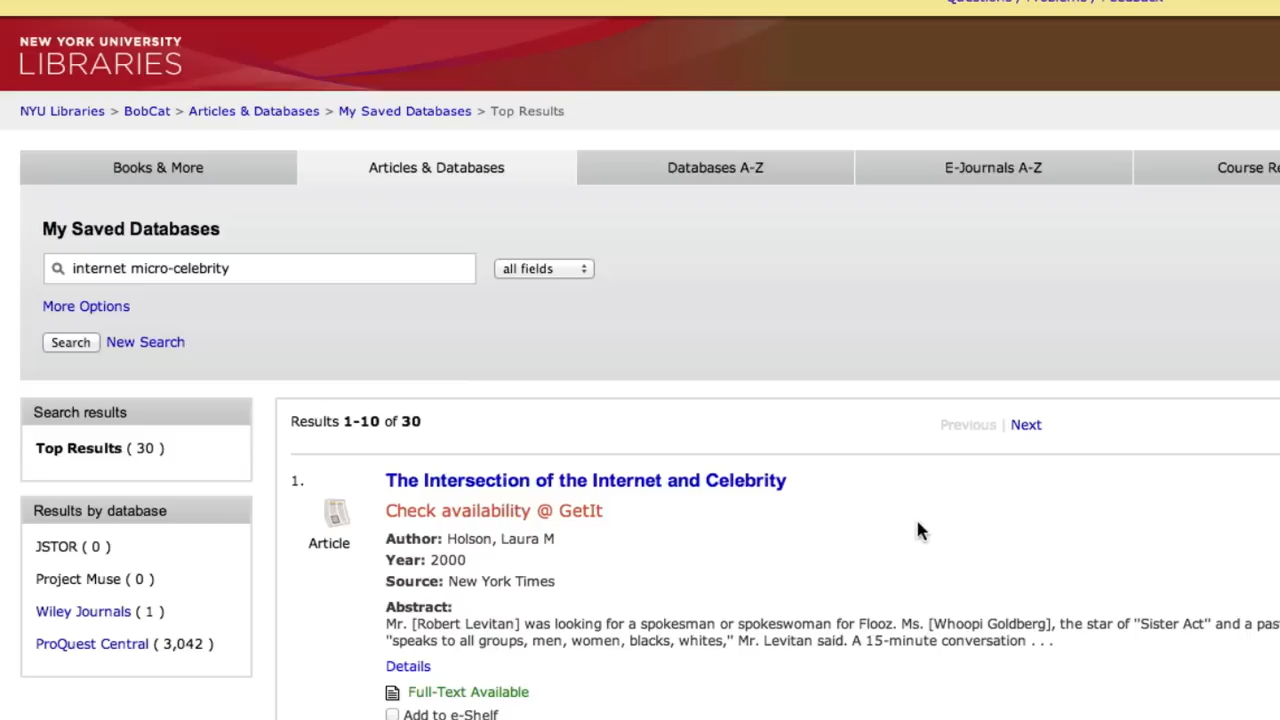 Questions / Problems / Feedback
NEW YORK UNIVERSITY
LIBRARIES
NYU Libraries > BobCat > Articles & Databases > My Saved Databases > Top Results
Books & More
Articles & Databases
Databases A-Z
E-Journals A-Z
Course Re
My Saved Databases
internet micro-celebrity
all fields
More Options
Search New Search
Search results
Top Results ( 30 )
Results by database
JSTOR ( 0 )
Project Muse ( 0 )
Wiley Journals ( 1 )
ProQuest Central ( 3,042 )
Results 1-10 of 30
Previous | Next
1.
Article
The Intersection of the Internet and Celebrity
Check availability @ GetIt
Author: Holson, Laura M
Year: 2000
Source: New York Times
Abstract:
Mr. [Robert Levitan] was looking for a spokesman or spokeswoman for Flooz. Ms. [Whoopi Goldberg], the star of "Sister Act" and a pas
"speaks to all groups, men, women, blacks, whites," Mr. Levitan said. A 15-minute conversation . . .
Details
Full-Text Available
Add to e-Shelf